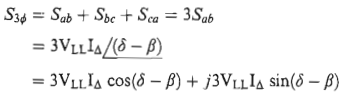 S3ϕ = Sab + Sbc + Sca = 3Sab
= 3VLLIΔ/(δ − β)
= 3VLLIΔ cos(δ − β) + j3VLLIΔ sin(δ − β)